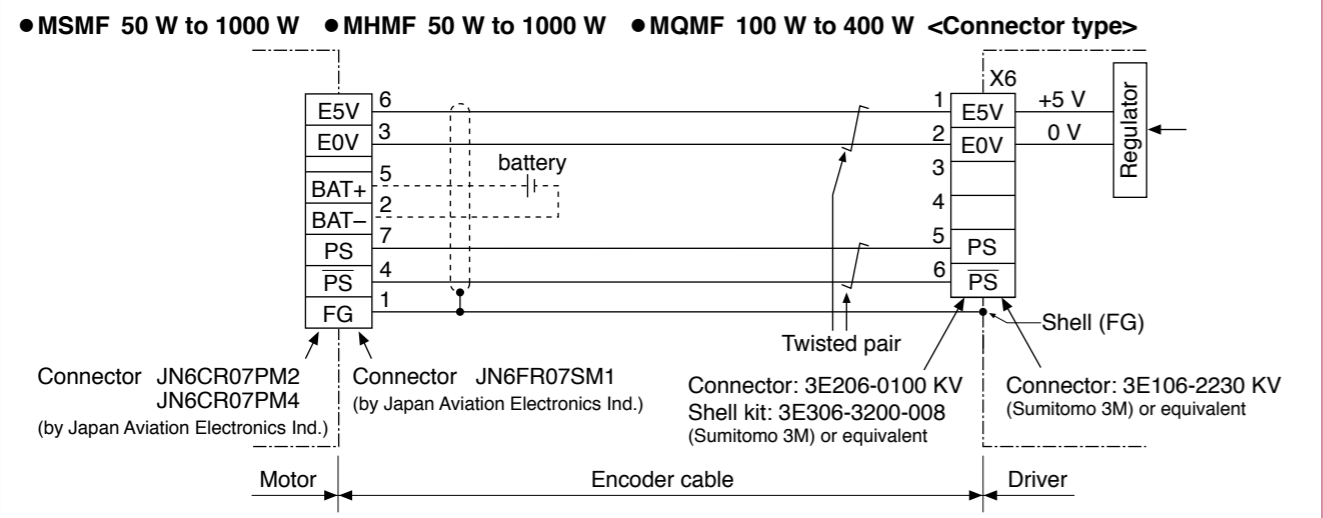 ●MSMF 50 W to 1000 W ●MHMF 50 W to 1000 W ●MQMF 100 W to 400 W <Connector type>
X6
E5V 6 1 E5V +5 V
E0V 3 2 E0V 0 V
Regulator
battery
3
BAT+ 5
4
BAT– 2
PS 7 5 PS
P̅S̅ 4 6 P̅S̅
FG 1
Shell (FG)
Twisted pair
Connector JN6CR07PM2
JN6CR07PM4
(by Japan Aviation Electronics Ind.)
Connector JN6FR07SM1
(by Japan Aviation Electronics Ind.)
Connector: 3E206-0100 KV
Shell kit: 3E306-3200-008
(Sumitomo 3M) or equivalent
Connector: 3E106-2230 KV
(Sumitomo 3M) or equivalent
Motor Encoder cable Driver